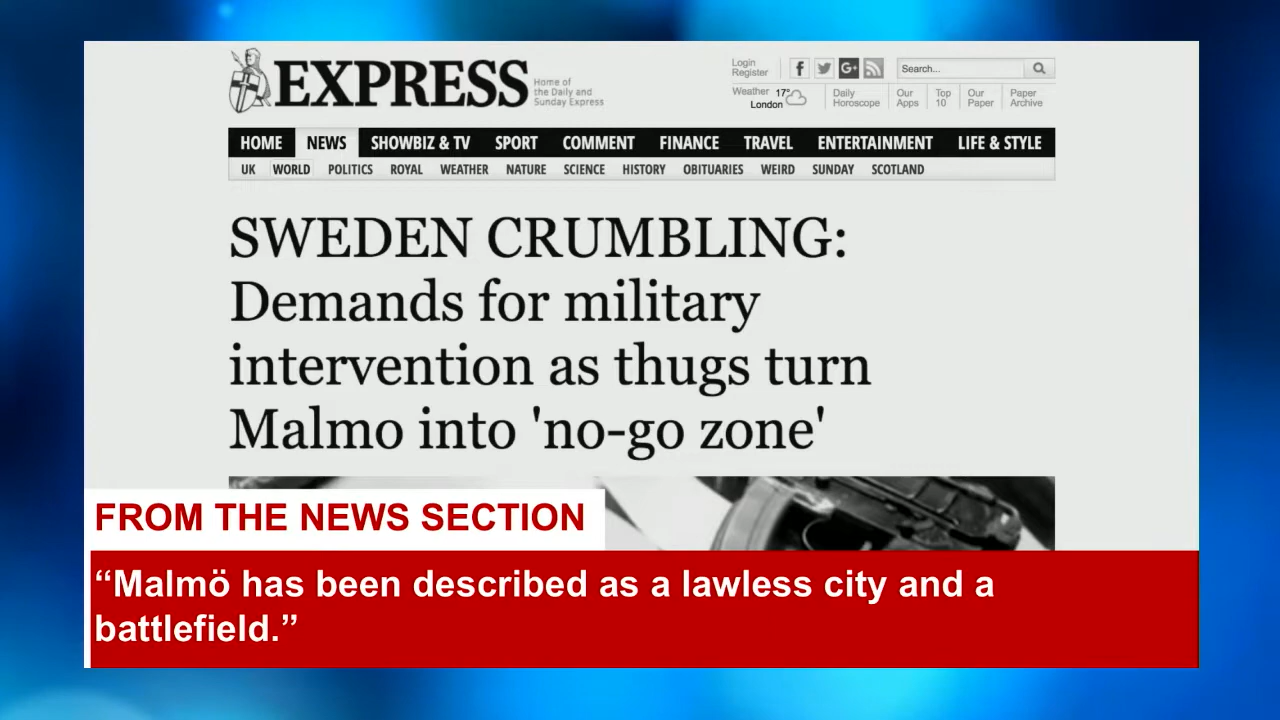 EXPRESS
Home of
the Daily and
Sunday Express
Login
Register
f
G+
Search...
Weather 17°
London
Daily
Horoscope
Our
Apps
Top
10
Our
Paper
Paper
Archive
HOME NEWS SHOWBIZ & TV SPORT COMMENT FINANCE TRAVEL ENTERTAINMENT LIFE & STYLE
UK WORLD POLITICS ROYAL WEATHER NATURE SCIENCE HISTORY OBITUARIES WEIRD SUNDAY SCOTLAND
SWEDEN CRUMBLING:
Demands for military
intervention as thugs turn
Malmo into 'no-go zone'
FROM THE NEWS SECTION
“Malmö has been described as a lawless city and a
battlefield.”